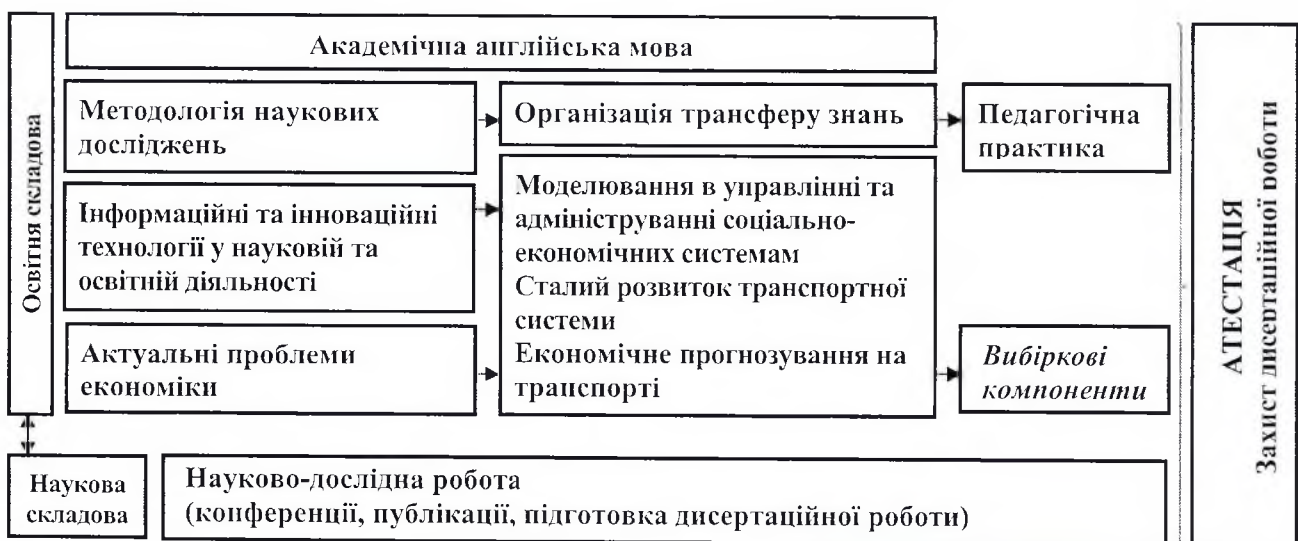 Освітня складова
Академічна англійська мова
Методологія наукових
досліджень
Організація трансферу знань
Педагогічна
практика
Інформаційні та інноваційні
технології у науковій та
освітній діяльності
Моделювання в управлінні та
адмініструванні соціально-
економічних системам
Сталий розвиток транспортної
системи
Економічне прогнозування на
транспорті
Актуальні проблеми
економіки
Вибіркові
компоненти
Наукова
складова
Науково-дослідна робота
(конференції, публікації, підготовка дисертаційної роботи)
АТЕСТАЦІЯ
Захист дисертаційної роботи